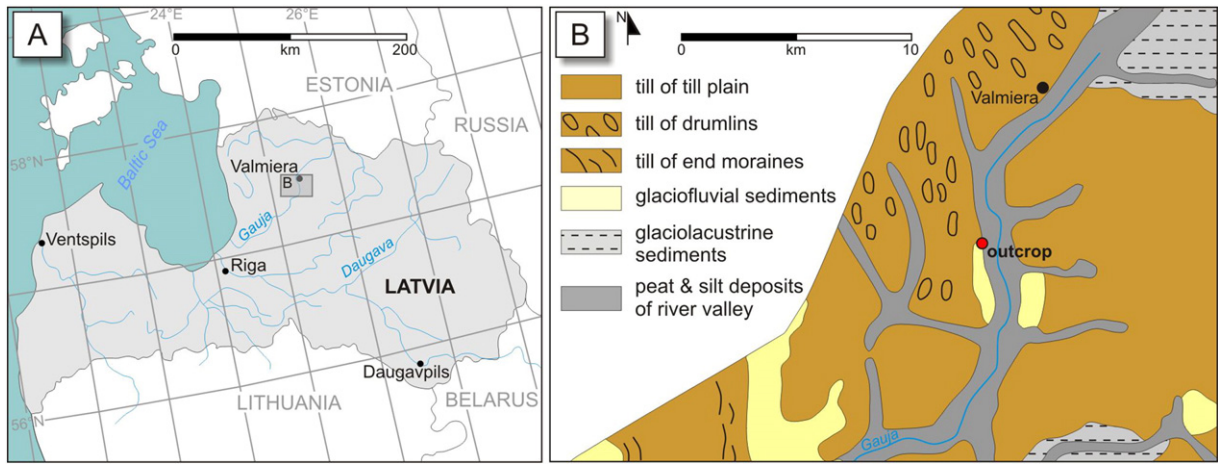 A
24°E
26°E
0
km
200
ESTONIA
RUSSIA
58°N
Baltic Sea
Valmiera
B
Gauja
Ventspils
Riga
Daugava
LATVIA
Daugavpils
LITHUANIA
BELARUS
56°N
B
N
0
km
10
till of till plain
till of drumlins
till of end moraines
glaciofluvial sediments
glaciolacustrine
sediments
peat & silt deposits
of river valley
Valmiera
outcrop
Gauja